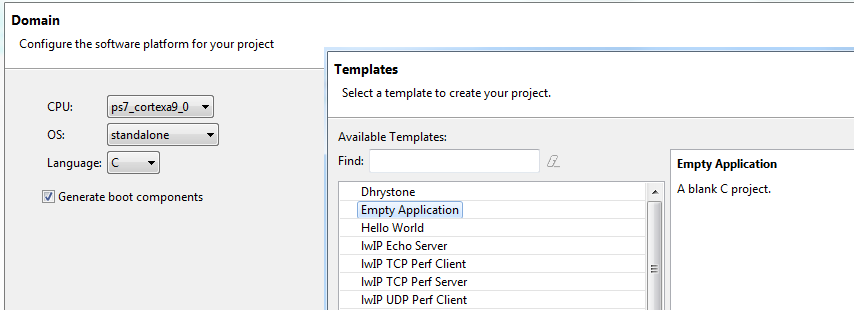 Domain
Configure the software platform for your project
CPU: ps7_cortexa9_0
OS: standalone
Language: C
Generate boot components
Templates
Select a template to create your project.
Available Templates:
Find:
Dhrystone
Empty Application
Hello World
lwIP Echo Server
lwIP TCP Perf Client
lwIP TCP Perf Server
lwIP UDP Perf Client
Empty Application
A blank C project.